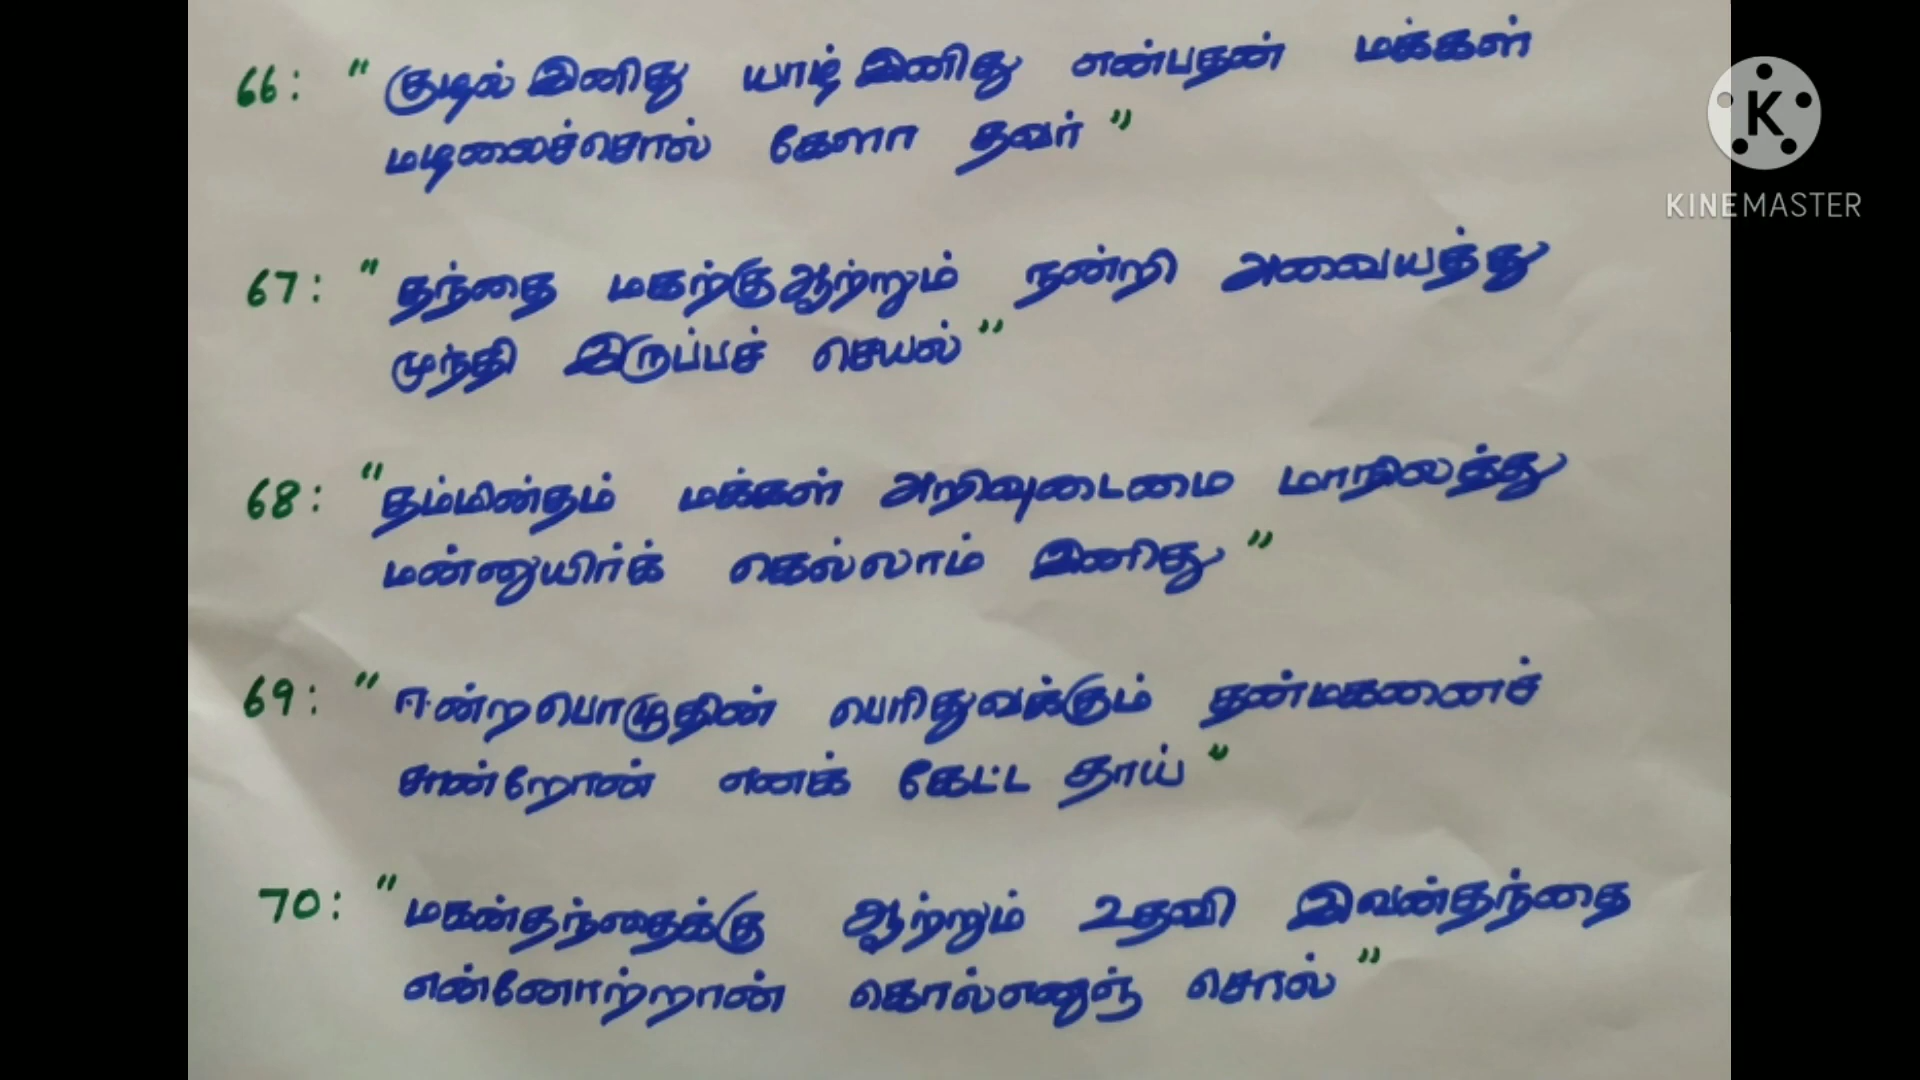 66: " குழல்இனிது யாழ்இனிது என்பதன் மக்கள்
மழலைச்சொல் கேளா தவர் "
67: " தந்தை மகற்குஆற்றும் நன்றி அவையத்து
முந்தி இருப்பச் செயல் "
68: " தம்மின்தம் மக்கள் அறிவுடைமை மாநிலத்து
மன்னுயிர்க் கெல்லாம் இனிது "
69: " ஈன்றபொழுதின் பெரிதுவக்கும் தன்மகனைச்
சான்றோன் எனக் கேட்ட தாய் "
70: " மகன்தந்தைக்கு ஆற்றும் உதவி இவன்தந்தை
என்னோற்றான் கொல்எனுஞ் சொல் "
K
KINEMASTER